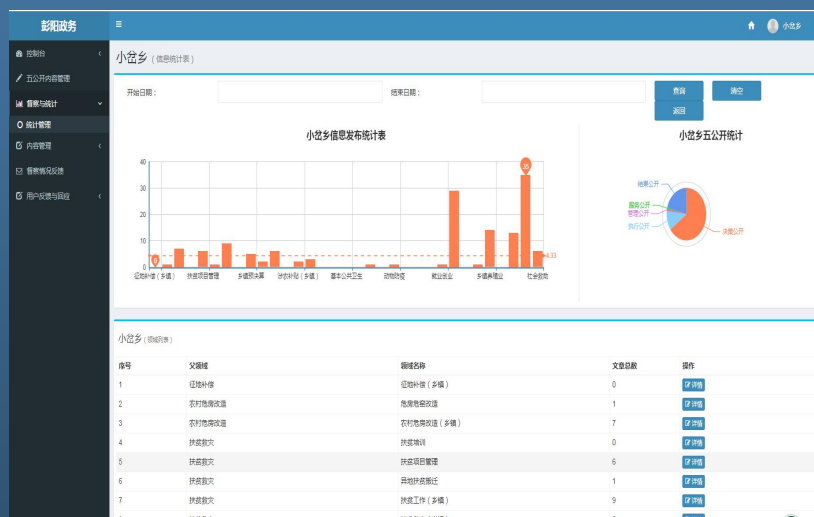 彭阳政务
小岔乡
控制台
五公开内容管理
督察与统计
统计管理
内容管理
督察情况反馈
用户反馈与回应
小岔乡 ( 信息统计表 )
开始日期：
结束日期：
查询
清空
返回
小岔乡信息发布统计表
40
30
20
10
0
0
35
4.33
征地补偿 ( 乡镇 )
扶贫项目管理
乡镇预决算
涉农补贴 ( 乡镇 )
基本公共卫生
动物防疫
就业创业
乡镇养殖业
社会救助
小岔乡五公开统计
结果公开
服务公开
管理公开
执行公开
决策公开
小岔乡 ( 领域列表 )
序号 父领域 领域名称 文章总数 操作
1 征地补偿 征地补偿 ( 乡镇 ) 0 详情
2 农村危房改造 危房危窑改造 1 详情
3 农村危房改造 农村危房改造 ( 乡镇 ) 7 详情
4 扶贫救灾 扶贫培训 0 详情
5 扶贫救灾 扶贫项目管理 6 详情
6 扶贫救灾 异地扶贫搬迁 1 详情
7 扶贫救灾 扶贫工作 ( 乡镇 ) 9 详情